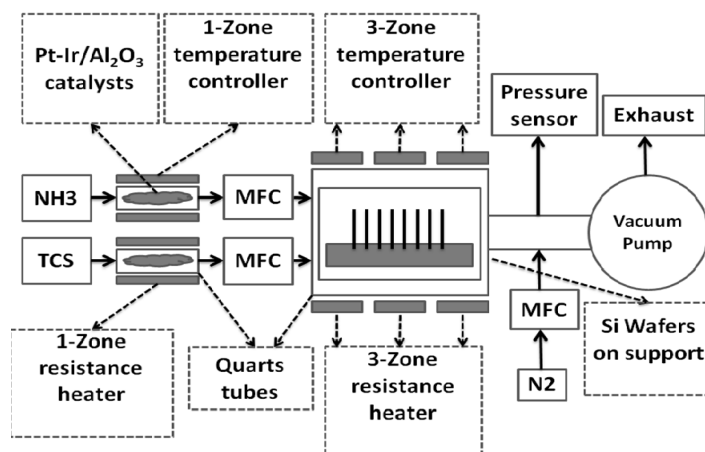 Pt-Ir/Al₂O₃
catalysts
1-Zone
temperature
controller
3-Zone
temperature
controller
Pressure
sensor
Exhaust
NH3
MFC
TCS
MFC
Vacuum
Pump
MFC
N2
1-Zone
resistance
heater
Quarts
tubes
3-Zone
resistance
heater
Si Wafers
on support